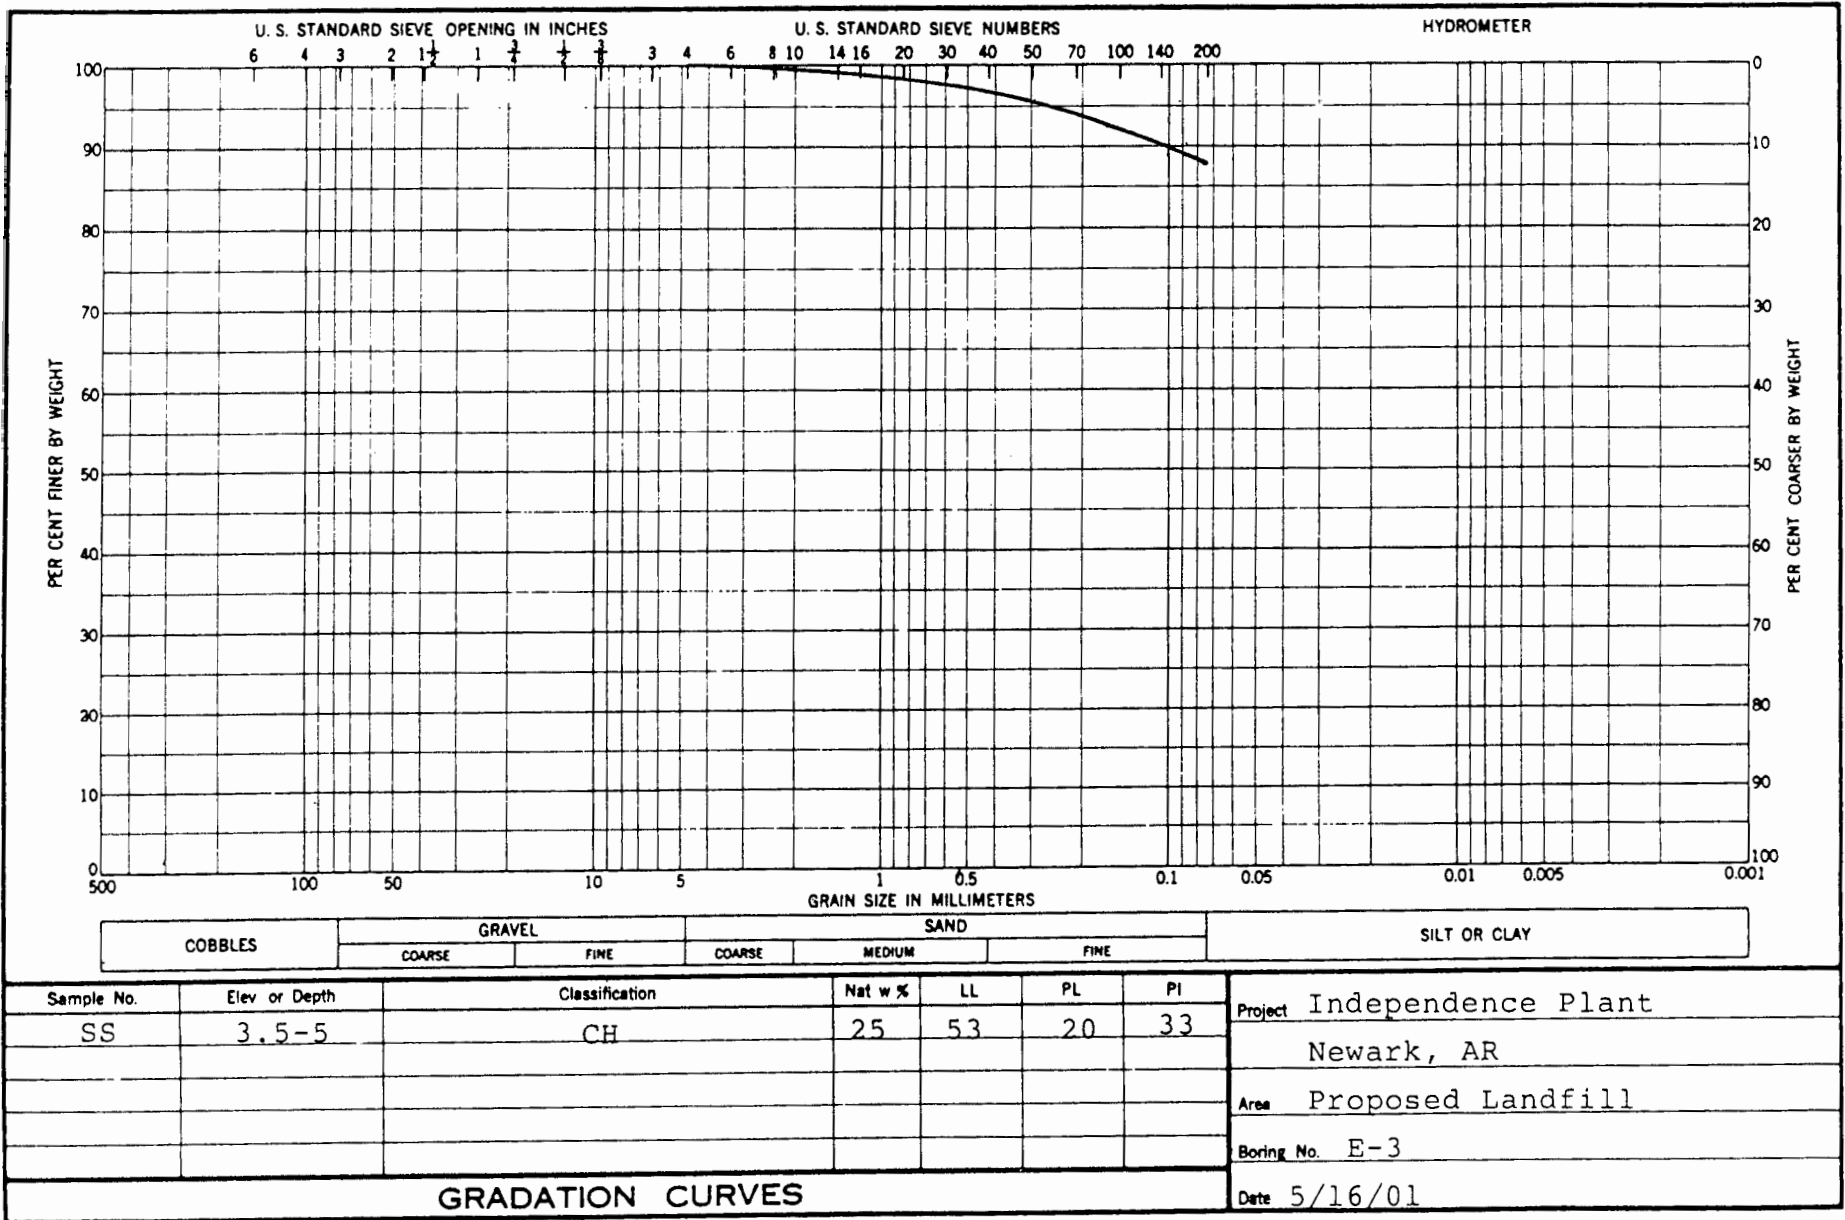 U. S. STANDARD SIEVE OPENING IN INCHES U. S. STANDARD SIEVE NUMBERS HYDROMETER
6 4 3 2 1½ 1 ¾ ½ ⅜ 3 4 6 8 10 14 16 20 30 40 50 70 100 140 200
100 0
90 10
80 20
70 30
60 40
50 50
40 60
30 70
20 80
10 90
0 100
PER CENT FINER BY WEIGHT
PER CENT COARSER BY WEIGHT
500 100 50 10 5 1 0.5 0.1 0.05 0.01 0.005 0.001
GRAIN SIZE IN MILLIMETERS
COBBLES GRAVEL SAND SILT OR CLAY
COARSE FINE COARSE MEDIUM FINE
Sample No. Elev or Depth Classification Nat w % LL PL PI
SS 3.5-5 CH 25 53 20 33
Project Independence Plant
Newark, AR
Area Proposed Landfill
Boring No. E-3
Date 5/16/01
GRADATION CURVES